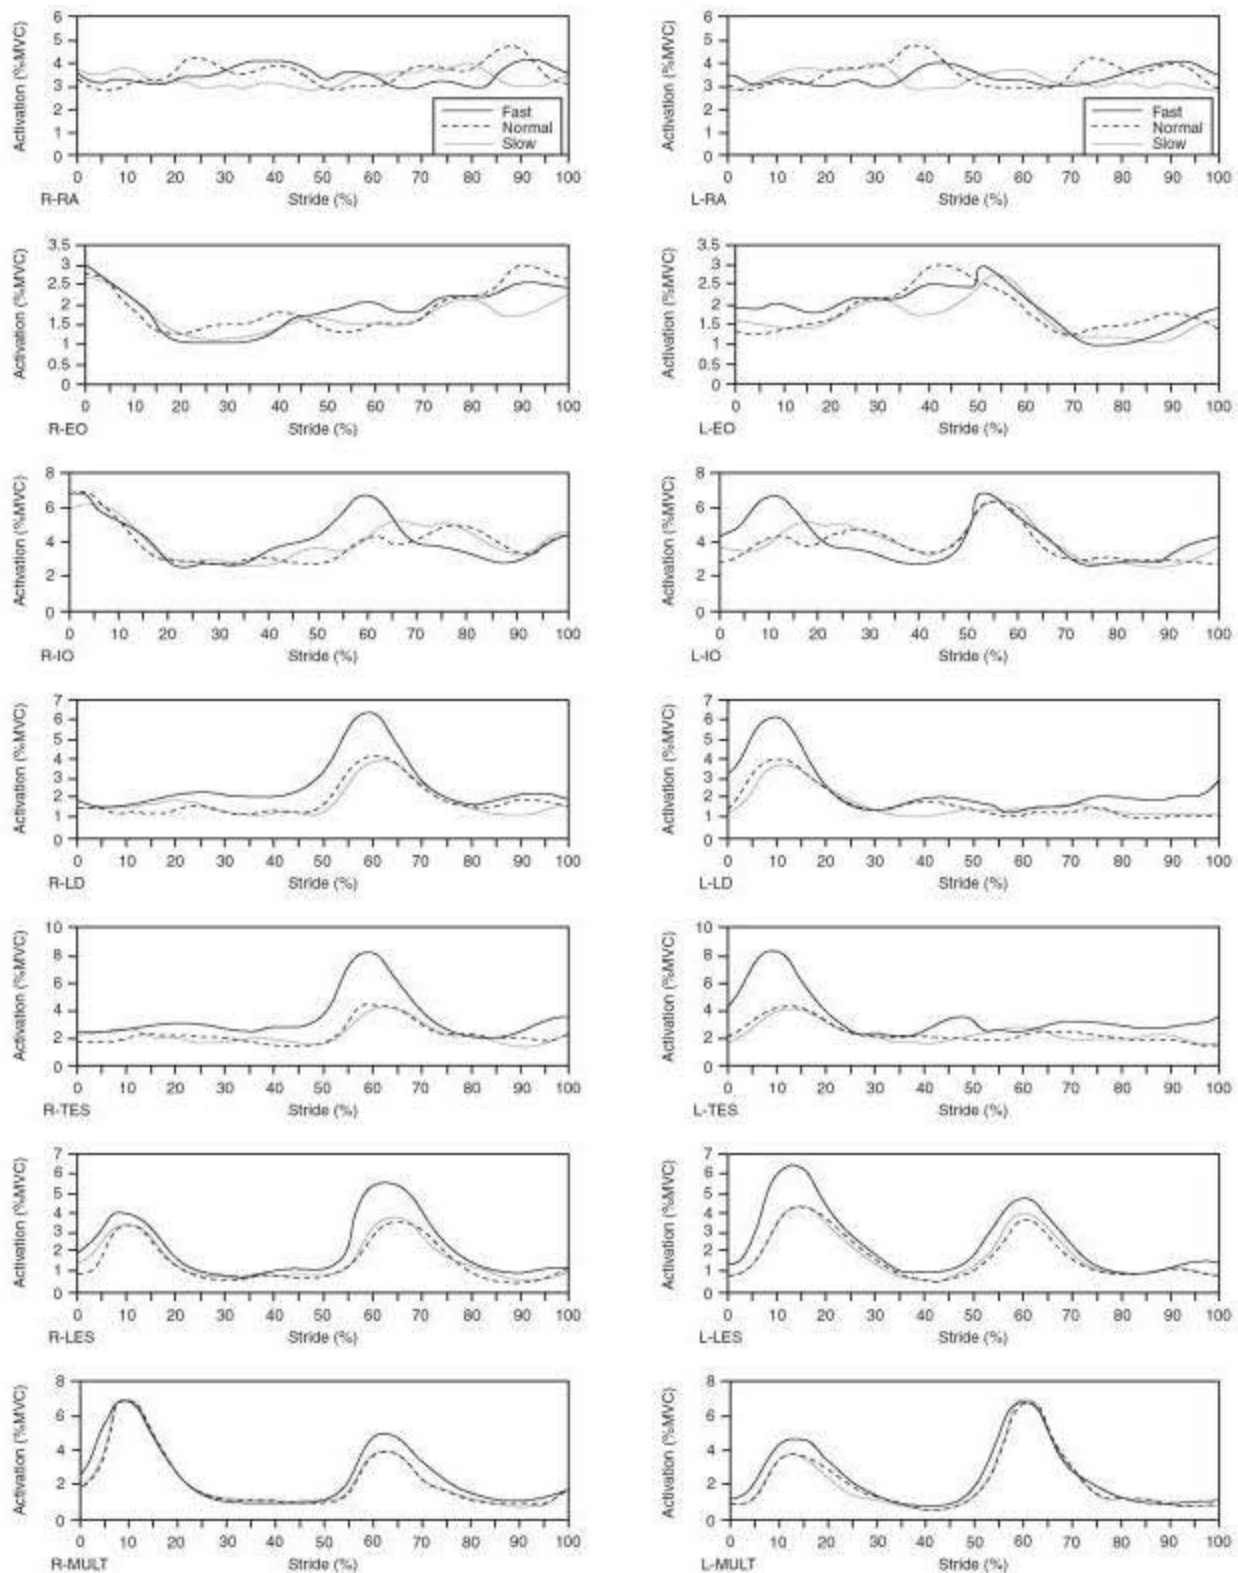 Activation (%MVC)
6
5
4
3
2
1
0
Fast
Normal
Slow
0 10 20 30 40 50 60 70 80 90 100
R-RA Stride (%)
Activation (%MVC)
6
5
4
3
2
1
0
Fast
Normal
Slow
0 10 20 30 40 50 60 70 80 90 100
L-RA Stride (%)
Activation (%MVC)
3.5
3
2.5
2
1.5
1
0.5
0
0 10 20 30 40 50 60 70 80 90 100
R-EO Stride (%)
Activation (%MVC)
3.5
3
2.5
2
1.5
1
0.5
0
0 10 20 30 40 50 60 70 80 90 100
L-EO Stride (%)
Activation (%MVC)
8
6
4
2
0
0 10 20 30 40 50 60 70 80 90 100
R-IO Stride (%)
Activation (%MVC)
8
6
4
2
0
0 10 20 30 40 50 60 70 80 90 100
L-IO Stride (%)
Activation (%MVC)
7
6
5
4
3
2
1
0
0 10 20 30 40 50 60 70 80 90 100
R-LD Stride (%)
Activation (%MVC)
7
6
5
4
3
2
1
0
0 10 20 30 40 50 60 70 80 90 100
L-LD Stride (%)
Activation (%MVC)
10
8
6
4
2
0
0 10 20 30 40 50 60 70 80 90 100
R-TES Stride (%)
Activation (%MVC)
10
8
6
4
2
0
0 10 20 30 40 50 60 70 80 90 100
L-TES Stride (%)
Activation (%MVC)
7
6
5
4
3
2
1
0
0 10 20 30 40 50 60 70 80 90 100
R-LES Stride (%)
Activation (%MVC)
7
6
5
4
3
2
1
0
0 10 20 30 40 50 60 70 80 90 100
L-LES Stride (%)
Activation (%MVC)
8
6
4
2
0
0 10 20 30 40 50 60 70 80 90 100
R-MULT Stride (%)
Activation (%MVC)
8
6
4
2
0
0 10 20 30 40 50 60 70 80 90 100
L-MULT Stride (%)